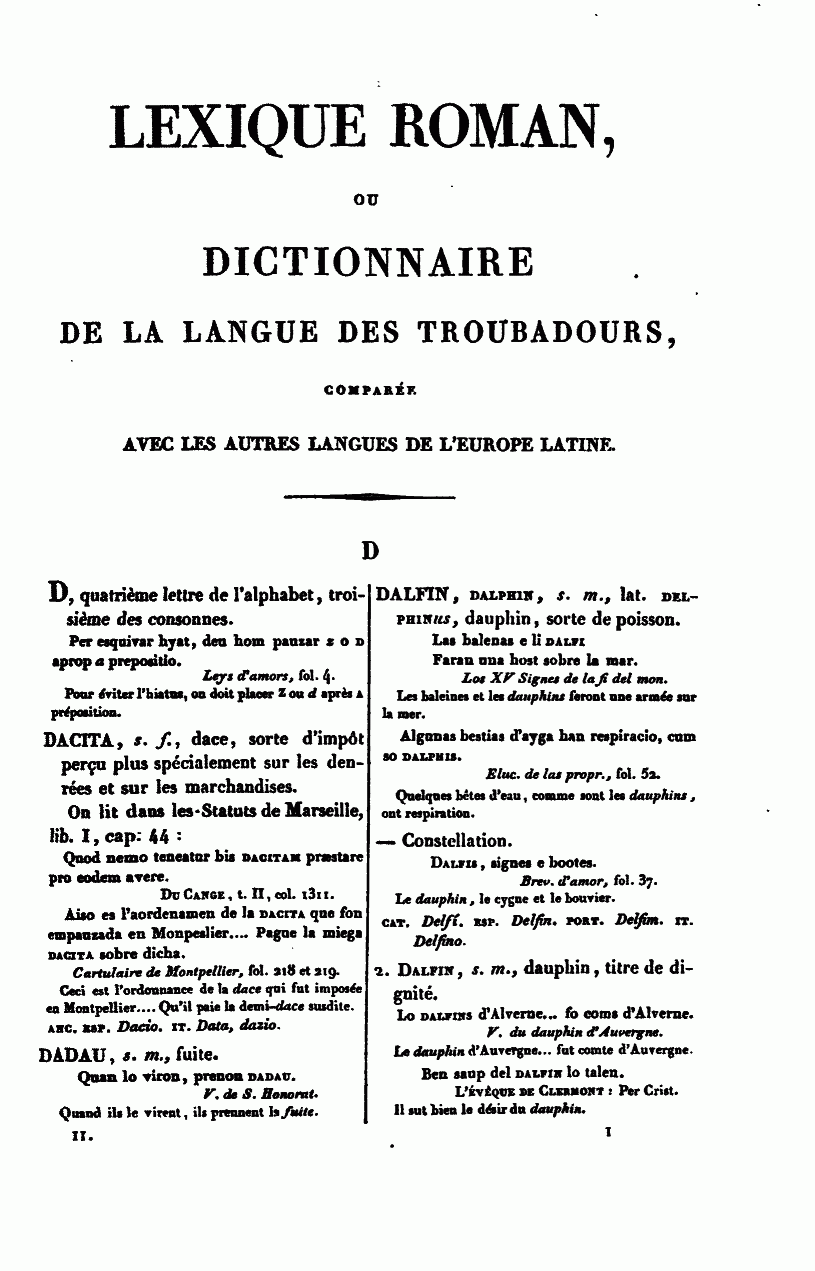 LEXIQUE ROMAN,
OU
DICTIONNAIRE
DE LA LANGUE DES TROUBADOURS,
COMPARÉE
AVEC LES AUTRES LANGUES DE L'EUROPE LATINE.
D
D, quatrième lettre de l'alphabet, troi-
sième des consonnes.
Per esquivar hyat, deu hom pauzar z o d
aprop a prepositio.
Leys d'amors, fol. 4.
Pour éviter l'hiatus, on doit placer z ou d après a
préposition.
DACITA, s. f., dace, sorte d'impôt
perçu plus spécialement sur les den-
rées et sur les marchandises.
On lit dans les Statuts de Marseille,
lib. I, cap. 44 :
Quod nemo teneatur bis DACITAM præstare
pro eodem avere.
DU CANGE, t. II, col. 1311.
Aiso es l'aordenamen de la DACITA que fon
empauzada en Monpeslier.... Pague la miega
DACITA sobre dicha.
Cartulaire de Montpellier, fol. 218 et 219.
Ceci est l'ordonnance de la dace qui fut imposée
en Montpellier.... Qu'il paie la demi-dace susdite.
ANC. ESP. Dacio. IT. Data, dazio.
DADAU, s. m., fuite.
Quan lo viron, prenon DADAU.
V. de S. Honorat.
Quand ils le virent, ils prennent la fuite.
II.
DALFIN, DALPHIN, s. m., lat. DEL-
PHINus, dauphin, sorte de poisson.
Las balenas e li DALFI
Faran una host sobre la mar.
Los XV Signes de la fi del mon.
Les baleines et les dauphins feront une armée sur
la mer.
Algunas bestias d'ayga han respiracio, cum
so DALPHIS.
Eluc. de las propr., fol. 52.
Quelques bêtes d'eau, comme sont les dauphins,
ont respiration.
— Constellation.
DALFIS, signes e bootes.
Brev. d'amor, fol. 37.
Le dauphin, le cygne et le bouvier.
CAT. Delfí. ESP. Delfin. PORT. Delfim. IT.
Delfino.
2. DALFIN, s. m., dauphin, titre de di-
gnité.
Lo DALFINS d'Alverne... fo coms d'Alverne.
V. du dauphin d'Auvergne.
Le dauphin d'Auvergne... fut comte d'Auvergne.
Ben saup del DALFIN lo talen.
L'ÉVÊQUE DE CLERMONT : Per Crist.
Il sut bien le désir du dauphin.
I